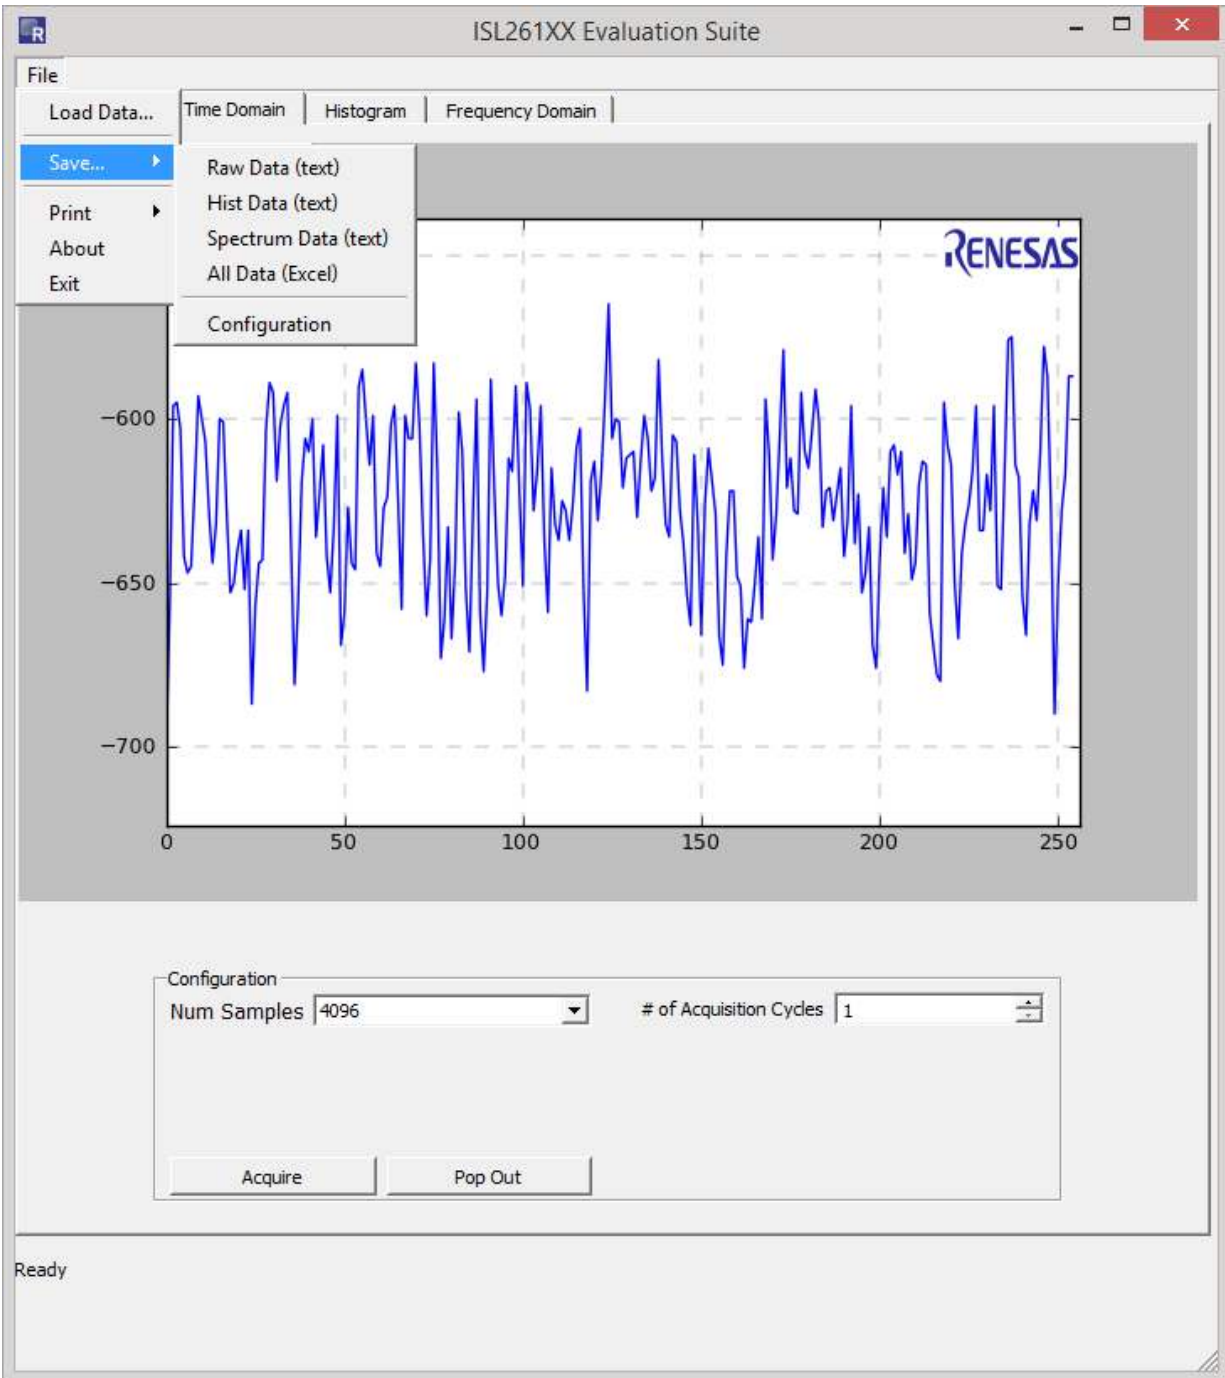 ISL261XX Evaluation Suite
File
Load Data...
Save...
Print
About
Exit
Time Domain
Histogram
Frequency Domain
Raw Data (text)
Hist Data (text)
Spectrum Data (text)
All Data (Excel)
Configuration
RENESAS
−600
−650
−700
0 50 100 150 200 250
Configuration
Num Samples 4096
# of Acquisition Cycles 1
Acquire
Pop Out
Ready